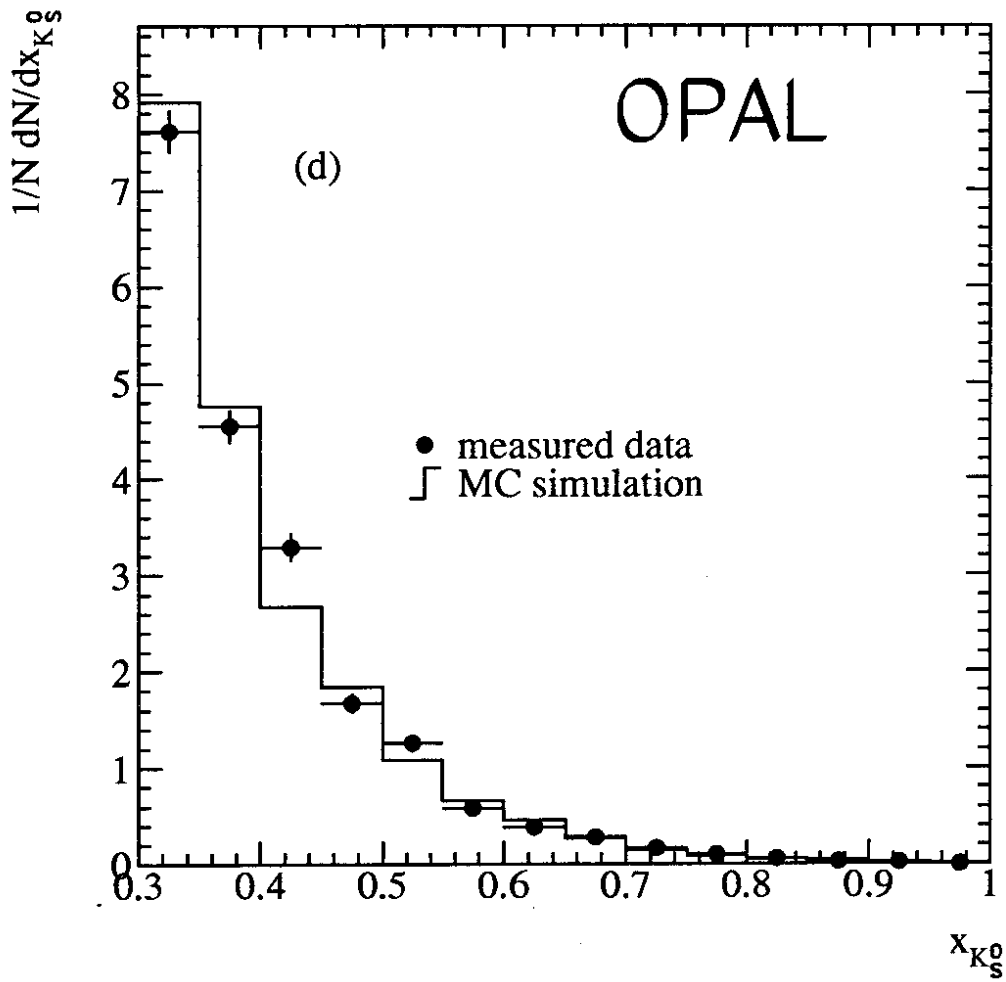 1/N dN/dx_{K^0_S}
OPAL
(d)
8
7
6
5
4
3
2
1
0
measured data
MC simulation
0.3 0.4 0.5 0.6 0.7 0.8 0.9 1
x_{K^0_S}